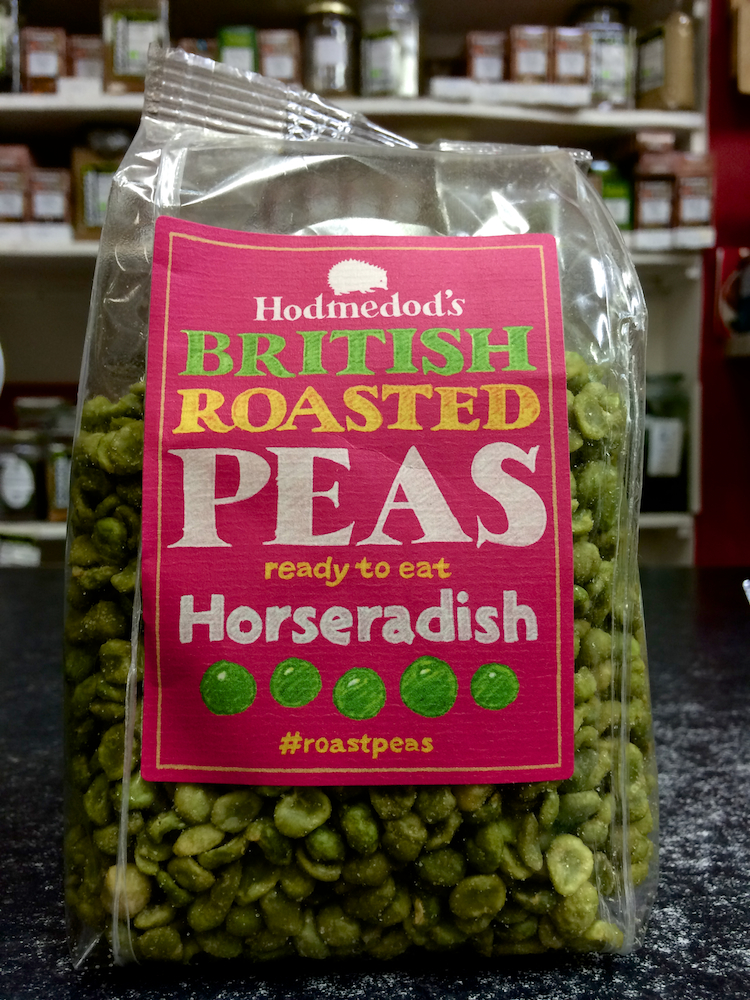 Hodmedod's
BRITISH
ROASTED
PEAS
ready to eat
Horseradish
#roastpeas